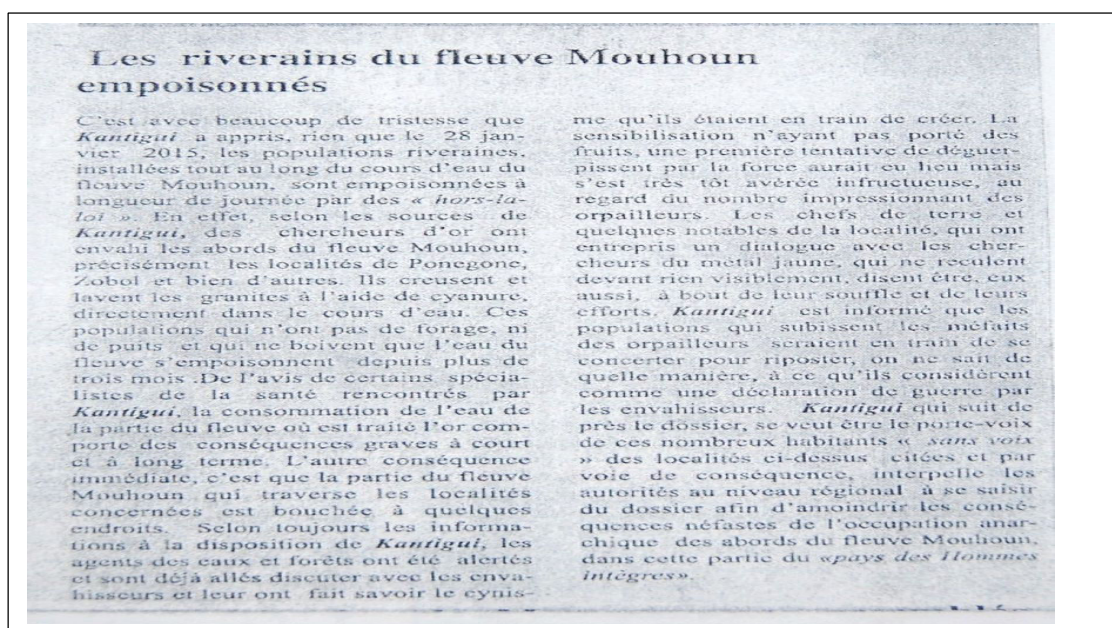 Les riverains du fleuve Mouhoun
empoisonnés
C'est avec beaucoup de tristesse que
Kantigui a appris, rien que le 28 jan-
vier 2015, les populations riveraines,
installées tout au long du cours d'eau du
fleuve Mouhoun, sont empoisonnées à
longueur de journée par des « hors-la-
loi ». En effet, selon les sources de
Kantigui, des chercheurs d'or ont
envahi les abords du fleuve Mouhoun,
précisément les localités de Ponegone,
Zobol et bien d'autres. Ils creusent et
lavent les granites à l'aide de cyanure,
directement dans le cours d'eau. Ces
populations qui n'ont pas de forage, ni
de puits et qui ne boivent que l'eau du
fleuve s'empoisonnent depuis plus de
trois mois .De l'avis de certains spécia-
listes de la santé rencontrés par
Kantigui, la consommation de l'eau de
la partie du fleuve où est traité l'or com-
porte des conséquences graves à court
et à long terme. L'autre conséquence
immédiate, c'est que la partie du fleuve
Mouhoun qui traverse les localités
concernées est bouchée à quelques
endroits. Selon toujours les informa-
tions à la disposition de Kantigui, les
agents des eaux et forêts ont été alertés
et sont déjà allés discuter avec les enva-
hisseurs et leur ont fait savoir le cynis-
me qu'ils étaient en train de créer. La
sensibilisation n'ayant pas porté des
fruits, une première tentative de déguer-
pissent par la force aurait eu lieu mais
s'est très tôt avérée infructueuse, au
regard du nombre impressionnant des
orpailleurs. Les chefs de terre et
quelques notables de la localité, qui ont
entrepris un dialogue avec les cher-
cheurs du métal jaune, qui ne reculent
devant rien visiblement, disent être, eux
aussi, à bout de leur souffle et de leurs
efforts. Kantigui est informé que les
populations qui subissent les méfaits
des orpailleurs seraient en train de se
concerter pour riposter, on ne sait de
quelle manière, à ce qu'ils considèrent
comme une déclaration de guerre par
les envahisseurs. Kantigui qui suit de
près le dossier, se veut être le porte-voix
de ces nombreux habitants « sans voix
» des localités ci-dessus citées et par
voie de conséquence, interpelle les
autorités au niveau régional à se saisir
du dossier afin d'amoindrir les consé-
quences néfastes de l'occupation anar-
chique des abords du fleuve Mouhoun,
dans cette partie du «pays des Hommes
intègres».